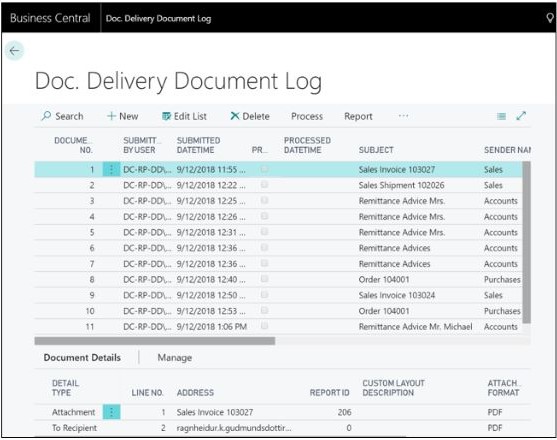 Business Central Doc. Delivery Document Log
Doc. Delivery Document Log
Search + New Edit List Delete Process Report ...
DOCUME... NO. SUBMITT... BY USER SUBMITTED DATETIME PR... PROCESSED DATETIME SUBJECT SENDER NAM
1 DC-RP-DD\... 9/12/2018 11:55 ... Sales Invoice 103027 Sales
2 DC-RP-DD\... 9/12/2018 12:22 ... Sales Shipment 102026 Sales
3 DC-RP-DD\... 9/12/2018 12:25 ... Remittance Advice Mrs. Accounts
4 DC-RP-DD\... 9/12/2018 12:26 ... Remittance Advice Mrs. Accounts
5 DC-RP-DD\... 9/12/2018 12:31 ... Remittance Advice Mrs. Accounts
6 DC-RP-DD\... 9/12/2018 12:36 ... Remittance Advices Accounts
7 DC-RP-DD\... 9/12/2018 12:36 ... Remittance Advices Accounts
8 DC-RP-DD\... 9/12/2018 12:40 ... Order 104001 Purchases
9 DC-RP-DD\... 9/12/2018 12:50 ... Sales Invoice 103024 Sales
10 DC-RP-DD\... 9/12/2018 12:53 ... Order 104001 Purchases
11 DC-RP-DD\... 9/12/2018 1:06 PM Remittance Advice Mr. Michael Accounts
Document Details Manage
DETAIL TYPE LINE NO. ADDRESS REPORT ID CUSTOM LAYOUT DESCRIPTION ATTACH... FORMAT
Attachment 1 Sales Invoice 103027 206 PDF
To Recipient 2 ragnheidur.k.gudmundsdottir... 0 PDF